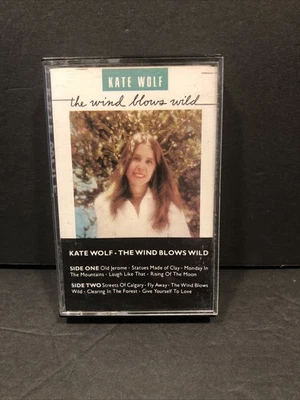 KATE WOLF
the wind blows wild
KATE WOLF · THE WIND BLOWS WILD
SIDE ONE Old Jerome · Statues Made of Clay · Monday In
The Mountains · Laugh Like That · Rising Of The Moon
SIDE TWO Streets Of Calgary · Fly Away · The Wind Blows
Wild · Clearing In The Forest · Give Yourself To Love